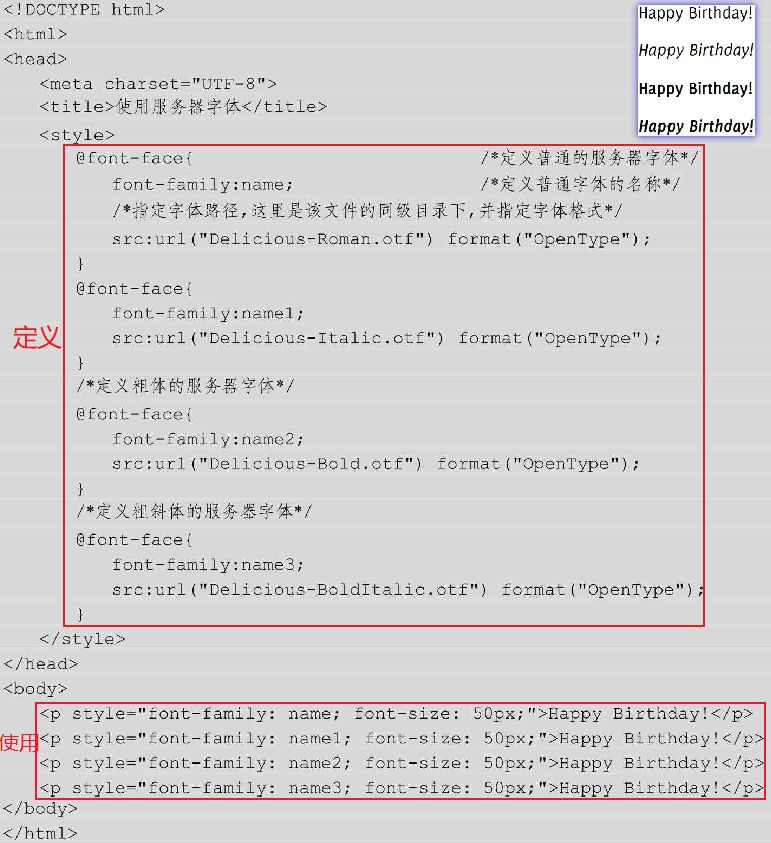 <!DOCTYPE html>
<html>
<head>
<meta charset="UTF-8">
<title>使用服务器字体</title>
<style>
@font-face{ /*定义普通的服务器字体*/
font-family:name; /*定义普通字体的名称*/
/*指定字体路径,这里是该文件的同级目录下,并指定字体格式*/
src:url("Delicious-Roman.otf") format("OpenType");
}
@font-face{
font-family:name1;
src:url("Delicious-Italic.otf") format("OpenType");
}
/*定义粗体的服务器字体*/
@font-face{
font-family:name2;
src:url("Delicious-Bold.otf") format("OpenType");
}
/*定义粗斜体的服务器字体*/
@font-face{
font-family:name3;
src:url("Delicious-BoldItalic.otf") format("OpenType");
}
</style>
</head>
<body>
<p style="font-family: name; font-size: 50px;">Happy Birthday!</p>
<p style="font-family: name1; font-size: 50px;">Happy Birthday!</p>
<p style="font-family: name2; font-size: 50px;">Happy Birthday!</p>
<p style="font-family: name3; font-size: 50px;">Happy Birthday!</p>
</body>
</html>
定义
使用
Happy Birthday!
Happy Birthday!
Happy Birthday!
Happy Birthday!